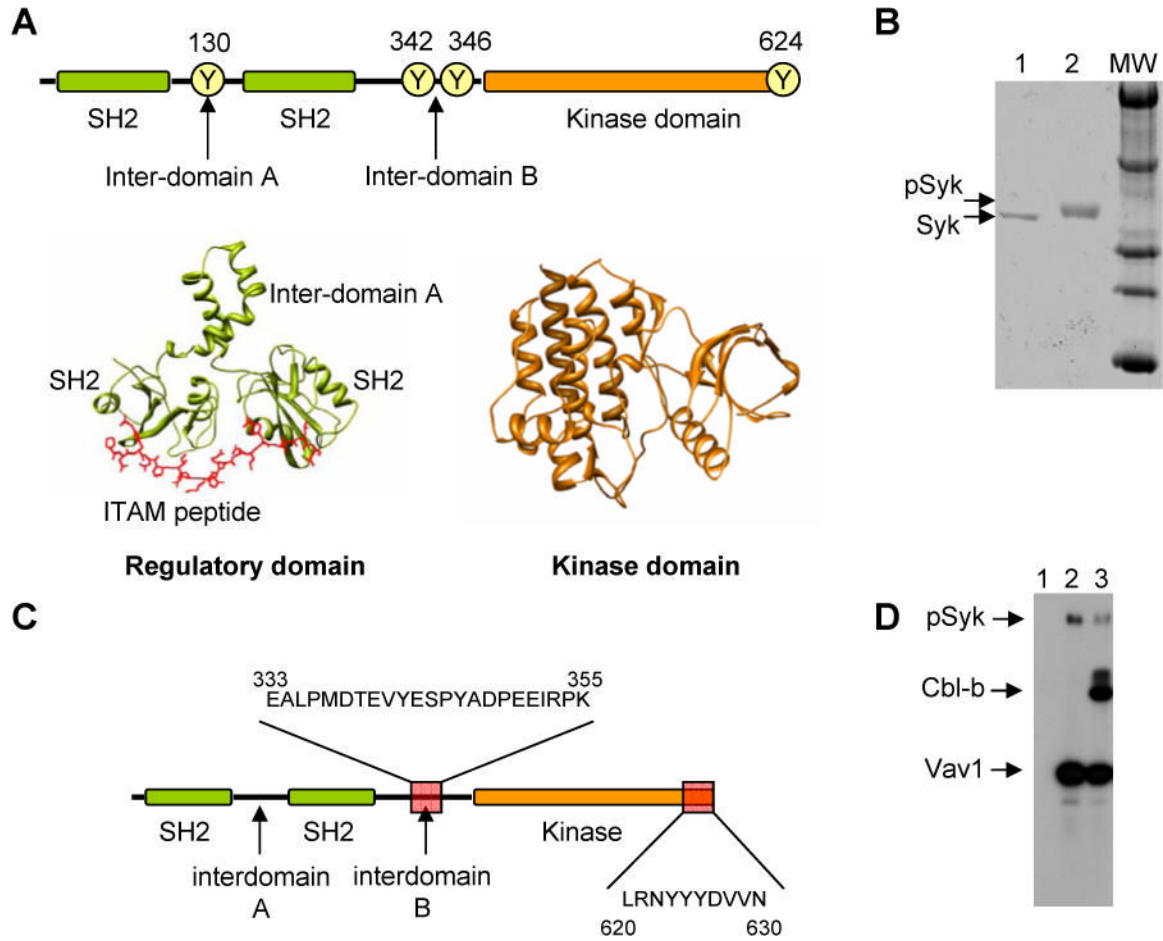 A
130
342
346
624
Y
Y
Y
Y
SH2
SH2
Kinase domain
Inter-domain A
Inter-domain B
Inter-domain A
SH2
SH2
ITAM peptide
Regulatory domain
Kinase domain
B
1 2 MW
pSyk
Syk
C
333
355
EALPMDTEVYESPYADPEEIRPK
SH2
SH2
Kinase
interdomain
A
interdomain
B
LRNYYYDVVN
620
630
D
1 2 3
pSyk
Cbl-b
Vav1